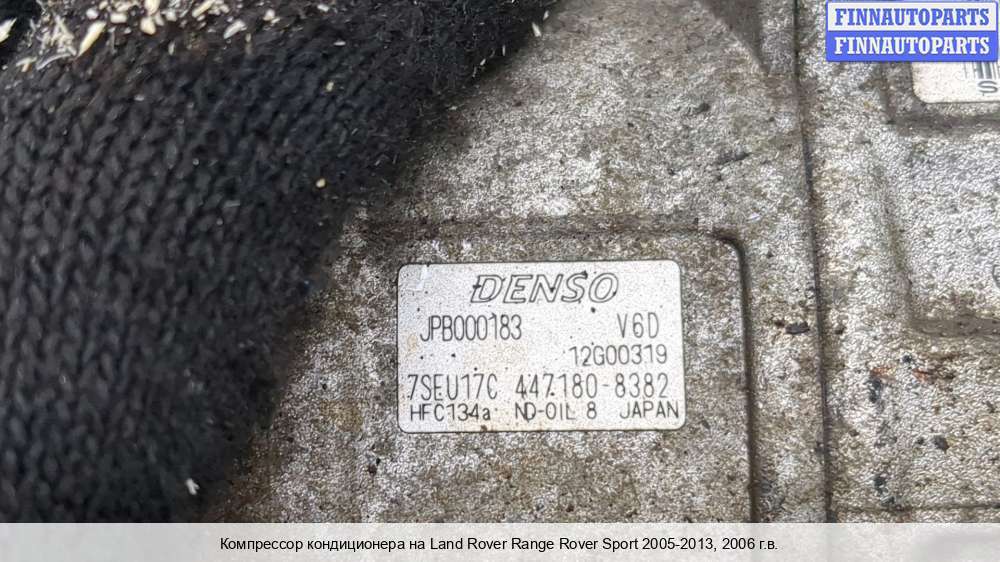 FINNAUTOPARTS
FINNAUTOPARTS
S
DENSO
JPB000183 V6D
12G00319
7SEU17C 447180-8382
HFC134a ND-OIL 8 JAPAN
Компрессор кондиционера на Land Rover Range Rover Sport 2005-2013, 2006 г.в.